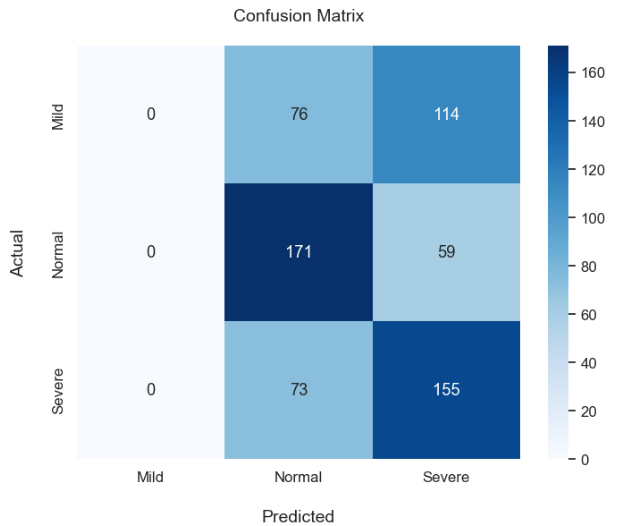 Confusion Matrix
Actual
Mild
0
76
114
Normal
0
171
59
Severe
0
73
155
Mild
Normal
Severe
Predicted
160
140
120
100
80
60
40
20
0